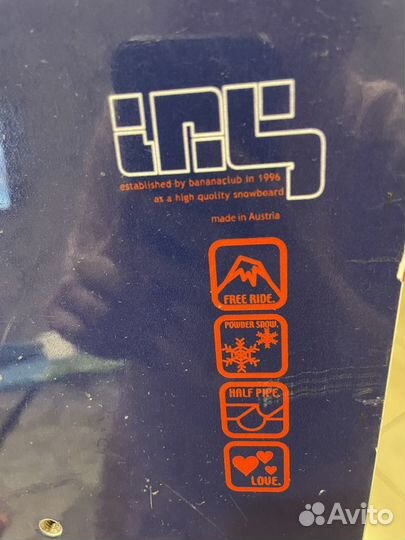 irys
established by bananaclub in 1996
as a high quality snowboard
made in Austria
FREE RIDE.
POWDER SNOW.
HALF PIPE.
LOVE.
Avito